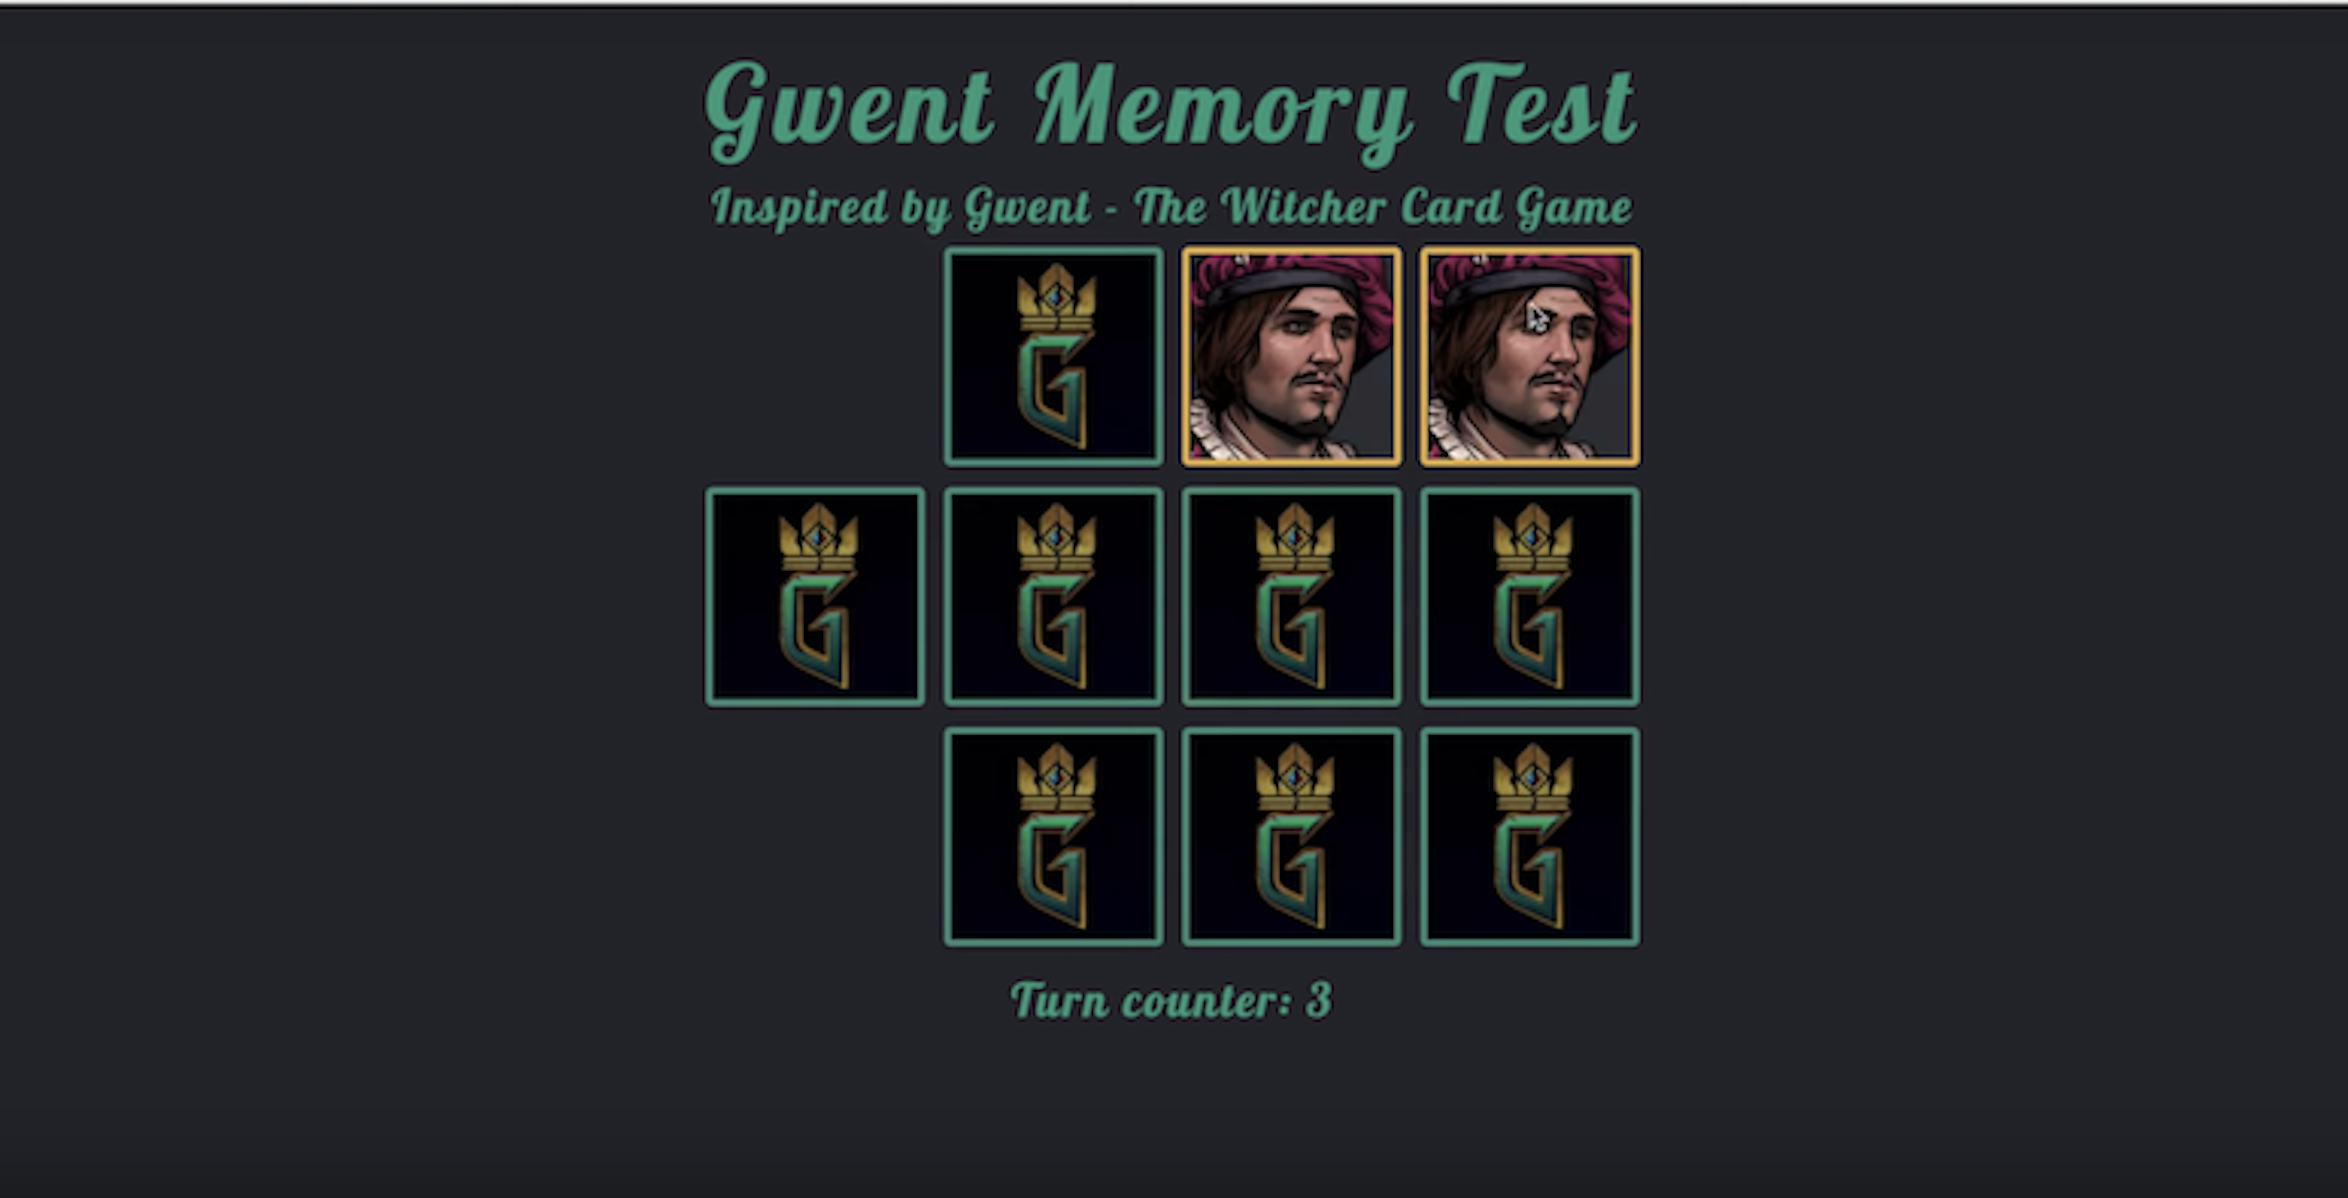 Gwent Memory Test
Inspired by Gwent - The Witcher Card Game
Turn counter: 3